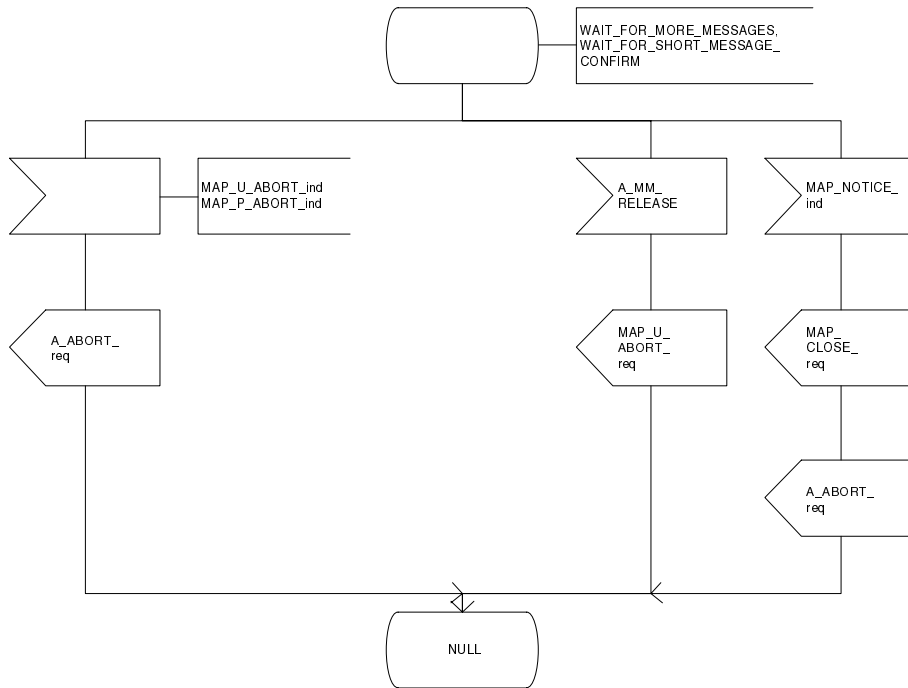 WAIT_FOR_MORE_MESSAGES,
WAIT_FOR_SHORT_MESSAGE_
CONFIRM
MAP_U_ABORT_ind
MAP_P_ABORT_ind
A_MM_
RELEASE
MAP_NOTICE_
ind
A_ABORT_
req
MAP_U_
ABORT_
req
MAP_
CLOSE_
req
A_ABORT_
req
NULL